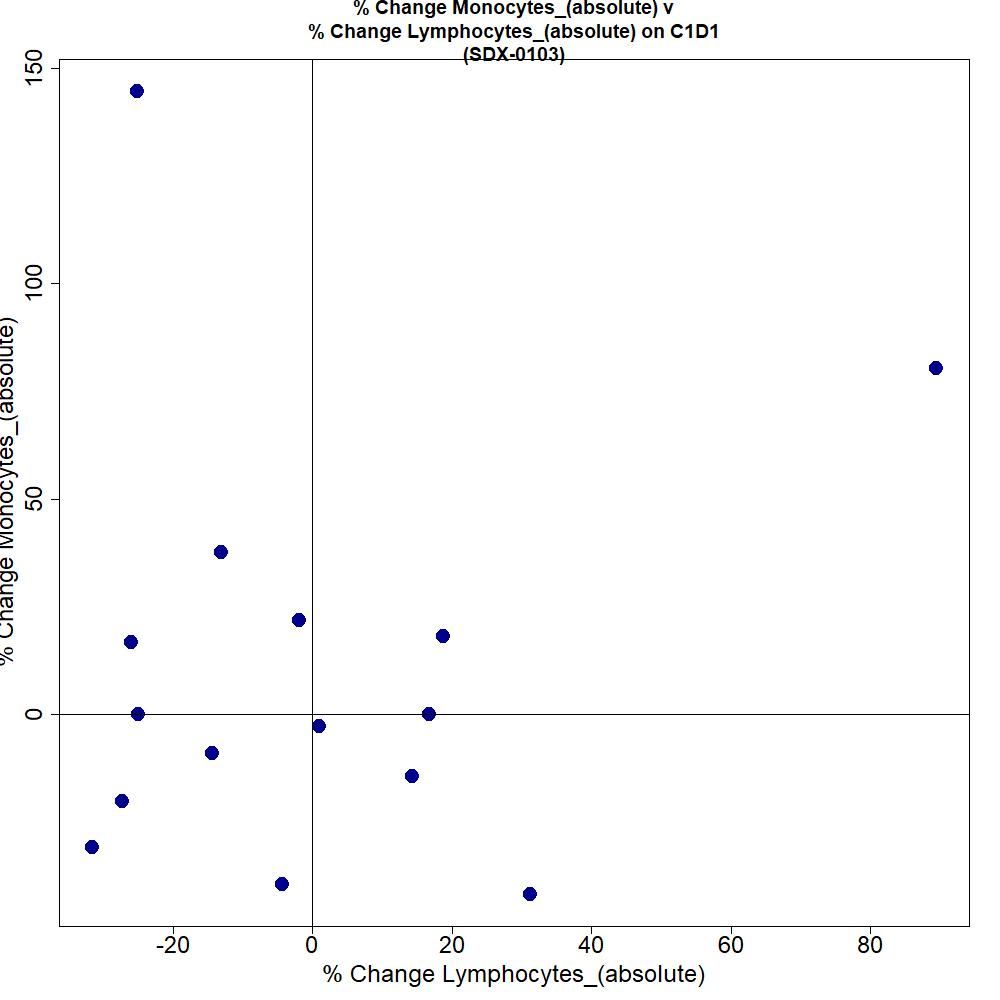 % Change Monocytes_(absolute) v
% Change Lymphocytes_(absolute) on C1D1
(SDX-0103)
150
100
50
0
% Change Monocytes_(absolute)
-20 0 20 40 60 80
% Change Lymphocytes_(absolute)